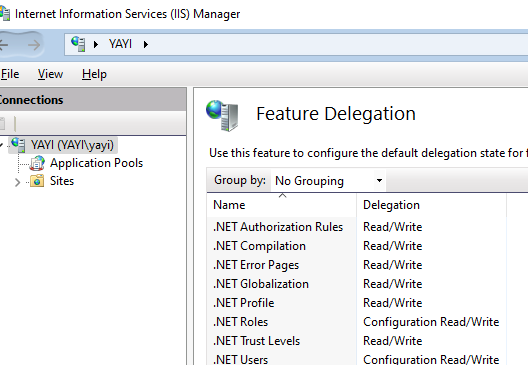 Internet Information Services (IIS) Manager
YAYI
File View Help
Connections
YAYI (YAYI\yayi)
Application Pools
Sites
Feature Delegation
Use this feature to configure the default delegation state for
Group by: No Grouping
Name Delegation
.NET Authorization Rules Read/Write
.NET Compilation Read/Write
.NET Error Pages Read/Write
.NET Globalization Read/Write
.NET Profile Read/Write
.NET Roles Configuration Read/Write
.NET Trust Levels Read/Write
.NET Users Configuration Read/Write